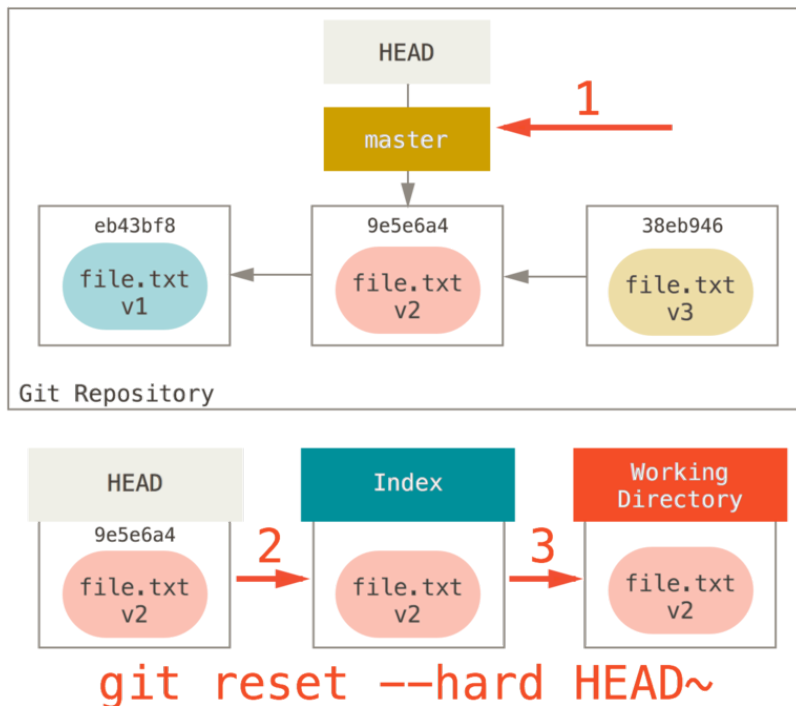 HEAD
1
master
eb43bf8
9e5e6a4
38eb946
file.txt
v1
file.txt
v2
file.txt
v3
Git Repository
HEAD
Index
Working
Directory
9e5e6a4
2
3
file.txt
v2
file.txt
v2
file.txt
v2
git reset --hard HEAD~